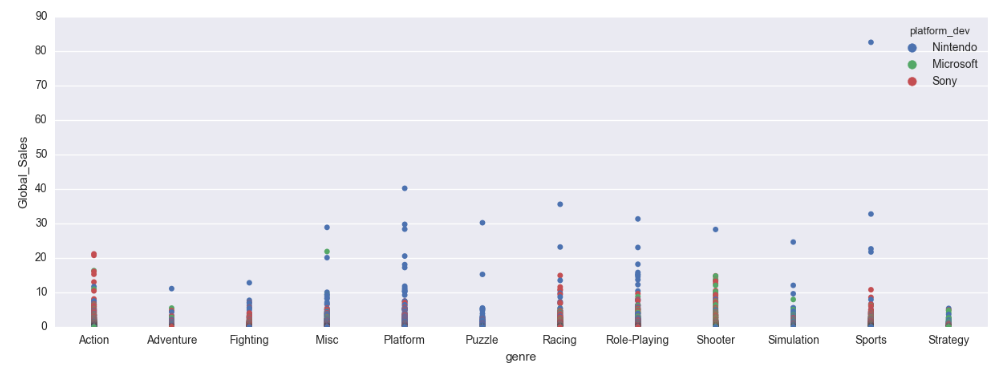 90
80
70
60
50
40
30
20
10
0
Global_Sales
platform_dev
Nintendo
Microsoft
Sony
Action Adventure Fighting Misc Platform Puzzle Racing Role-Playing Shooter Simulation Sports Strategy
genre